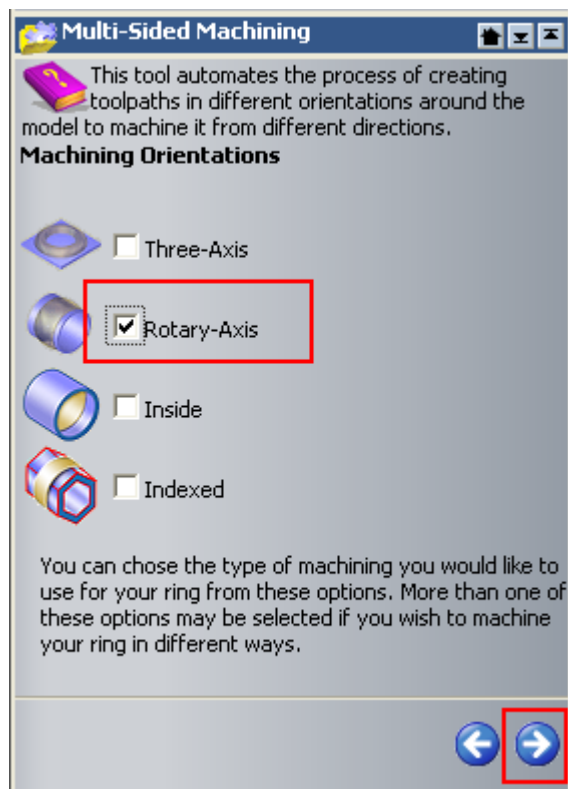 Multi-Sided Machining
This tool automates the process of creating
toolpaths in different orientations around the
model to machine it from different directions.
Machining Orientations
Three-Axis
Rotary-Axis
Inside
Indexed
You can chose the type of machining you would like to
use for your ring from these options. More than one of
these options may be selected if you wish to machine
your ring in different ways.